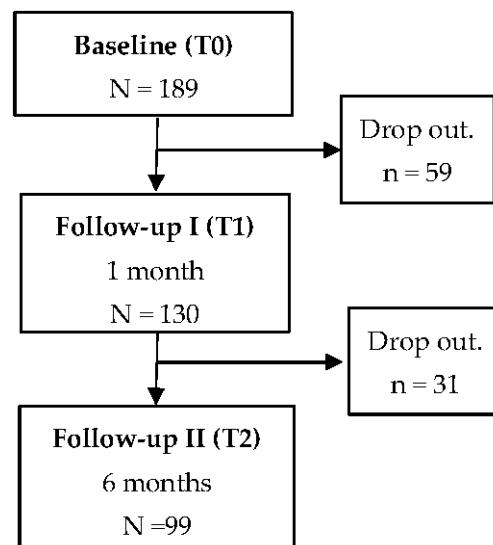 Baseline (T0)
N = 189
Drop out.
n = 59
Follow-up I (T1)
1 month
N = 130
Drop out.
n = 31
Follow-up II (T2)
6 months
N =99